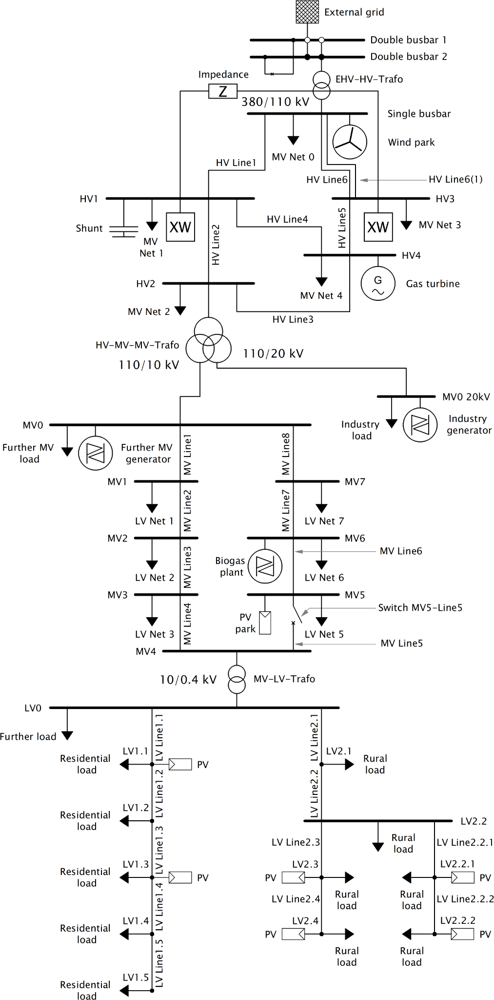 External grid
Double busbar 1
Double busbar 2
Impedance
Z
EHV-HV-Trafo
380/110 kV
Single busbar
Wind park
MV Net 0
HV Line1
HV Line6
HV Line6(1)
HV1
HV3
Shunt
MV
Net 1
XW
HV Line2
HV Line4
HV Line5
XW
MV Net 3
HV4
HV2
MV Net 2
MV Net 4
G
Gas turbine
HV Line3
HV-MV-MV-Trafo
110/10 kV
110/20 kV
MV0 20kV
Industry
load
Industry
generator
MV0
Further MV
load
Further MV
generator
MV Line1
MV Line8
MV1
MV7
LV Net 1
MV Line2
MV Line7
LV Net 7
MV2
MV6
LV Net 2
MV Line3
Biogas
plant
MV Line6
LV Net 6
MV3
MV5
LV Net 3
MV Line4
PV
park
Switch MV5-Line5
LV Net 5
MV Line5
MV4
10/0.4 kV
MV-LV-Trafo
LV0
Further load
LV Line1.1
LV Line2.1
LV1.1
Residential
load
PV
LV2.1
Rural
load
LV Line1.2
LV Line2.2
LV1.2
Residential
load
LV2.2
LV Line1.3
LV Line2.3
Rural
load
LV Line2.2.1
LV1.3
Residential
load
PV
LV2.3
PV
Rural
load
LV2.2.1
PV
Rural
load
LV Line1.4
LV Line2.4
LV Line2.2.2
LV1.4
Residential
load
LV2.4
PV
Rural
load
LV2.2.2
PV
Rural
load
LV Line1.5
LV1.5
Residential
load